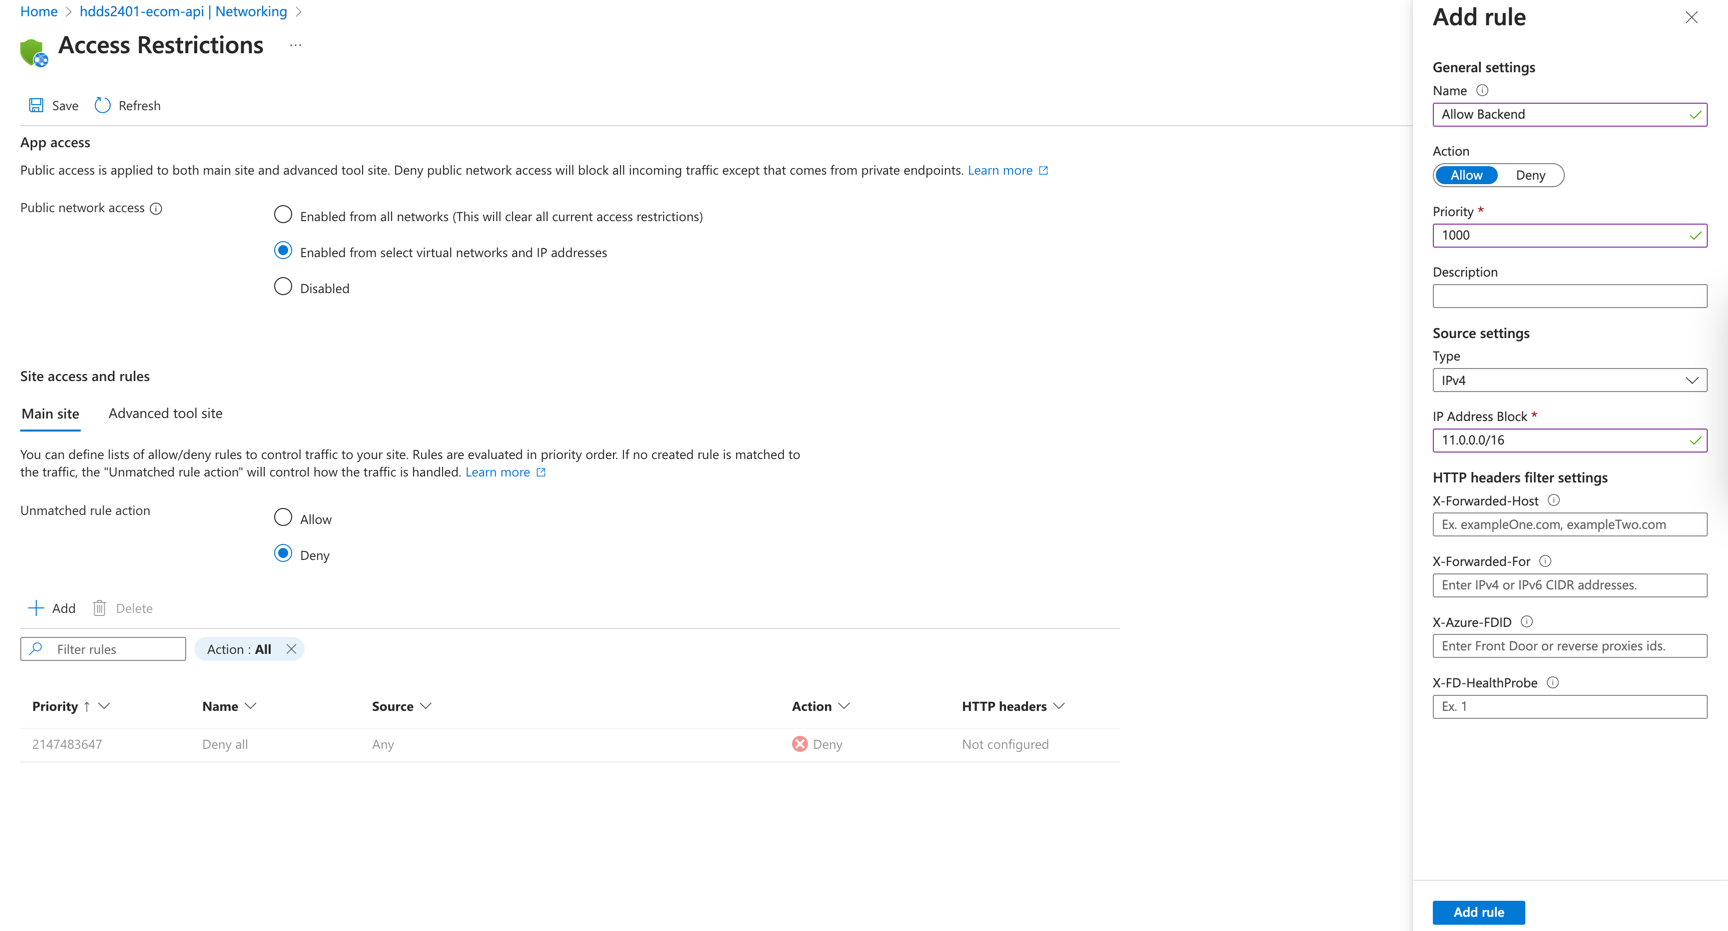 Home > hdds2401-ecom-api | Networking >
Access Restrictions ...
Save Refresh
App access
Public access is applied to both main site and advanced tool site. Deny public network access will block all incoming traffic except that comes from private endpoints. Learn more
Public network access
Enabled from all networks (This will clear all current access restrictions)
Enabled from select virtual networks and IP addresses
Disabled
Site access and rules
Main site Advanced tool site
You can define lists of allow/deny rules to control traffic to your site. Rules are evaluated in priority order. If no created rule is matched to
the traffic, the "Unmatched rule action" will control how the traffic is handled. Learn more
Unmatched rule action
Allow
Deny
Add Delete
Filter rules Action : All
Priority ↑ Name Source Action HTTP headers
2147483647 Deny all Any Deny Not configured
Add rule
General settings
Name
Allow Backend
Action
Allow Deny
Priority *
1000
Description
Source settings
Type
IPv4
IP Address Block *
11.0.0.0/16
HTTP headers filter settings
X-Forwarded-Host
Ex. exampleOne.com, exampleTwo.com
X-Forwarded-For
Enter IPv4 or IPv6 CIDR addresses.
X-Azure-FDID
Enter Front Door or reverse proxies ids.
X-FD-HealthProbe
Ex. 1
Add rule